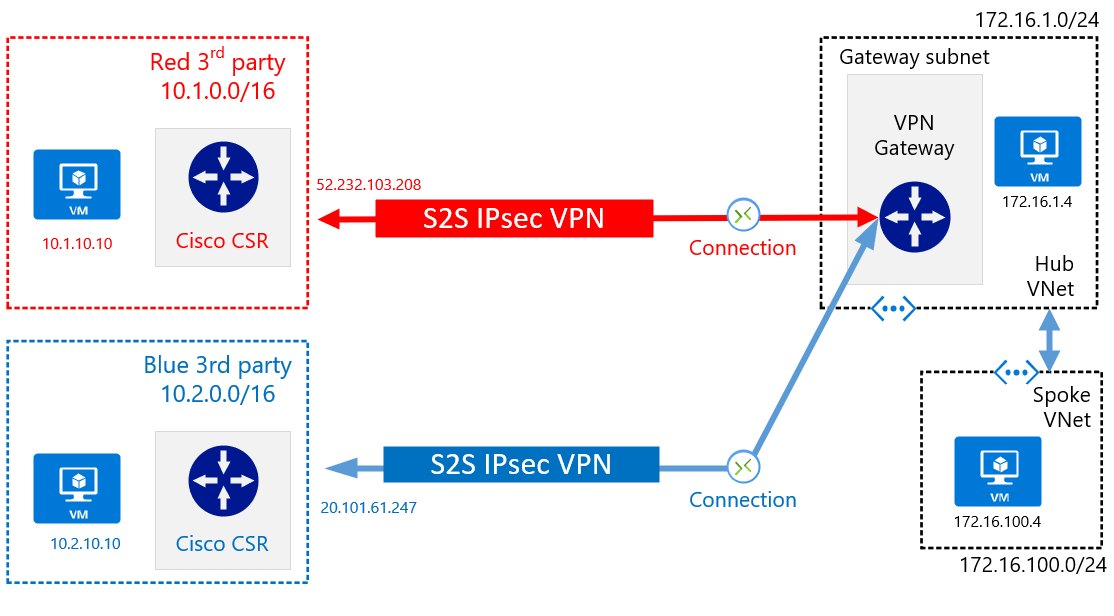 172.16.1.0/24
Red 3rd party
10.1.0.0/16
VM
10.1.10.10
Cisco CSR
52.232.103.208
S2S IPsec VPN
Connection
Gateway subnet
VPN
Gateway
VM
172.16.1.4
Hub
VNet
Blue 3rd party
10.2.0.0/16
VM
10.2.10.10
Cisco CSR
S2S IPsec VPN
20.101.61.247
Connection
Spoke
VNet
VM
172.16.100.4
172.16.100.0/24